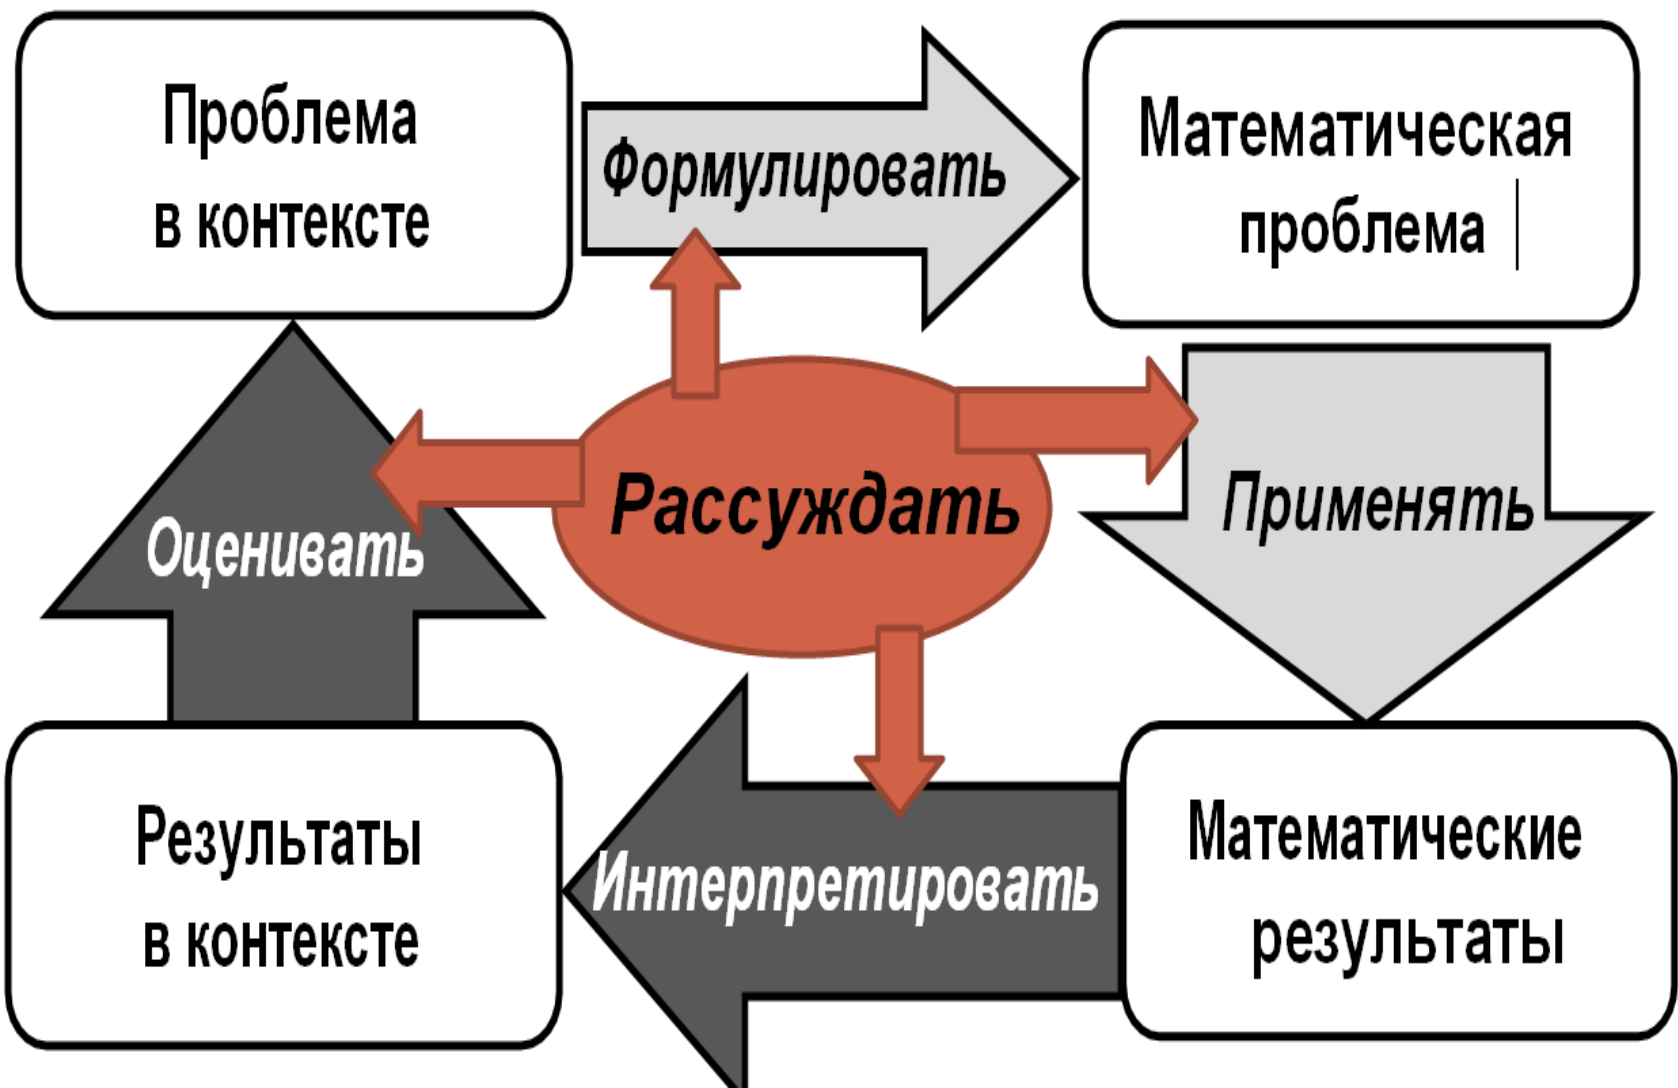 Проблема
в контексте
Формулировать
Математическая
проблема
Рассуждать
Применять
Оценивать
Результаты
в контексте
Интерпретировать
Математические
результаты